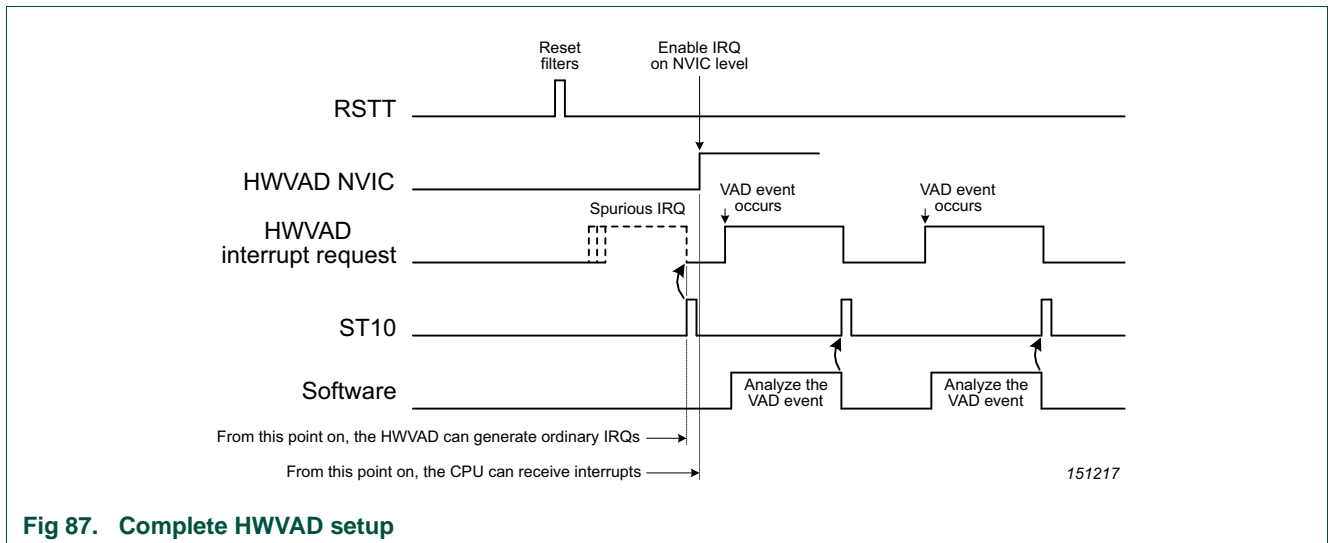 Reset
filters
Enable IRQ
on NVIC level
RSTT
HWVAD NVIC
VAD event
occurs
VAD event
occurs
Spurious IRQ
HWVAD
interrupt request
ST10
Software
Analyze the
VAD event
Analyze the
VAD event
From this point on, the HWVAD can generate ordinary IRQs
From this point on, the CPU can receive interrupts
151217
Fig 87. Complete HWVAD setup